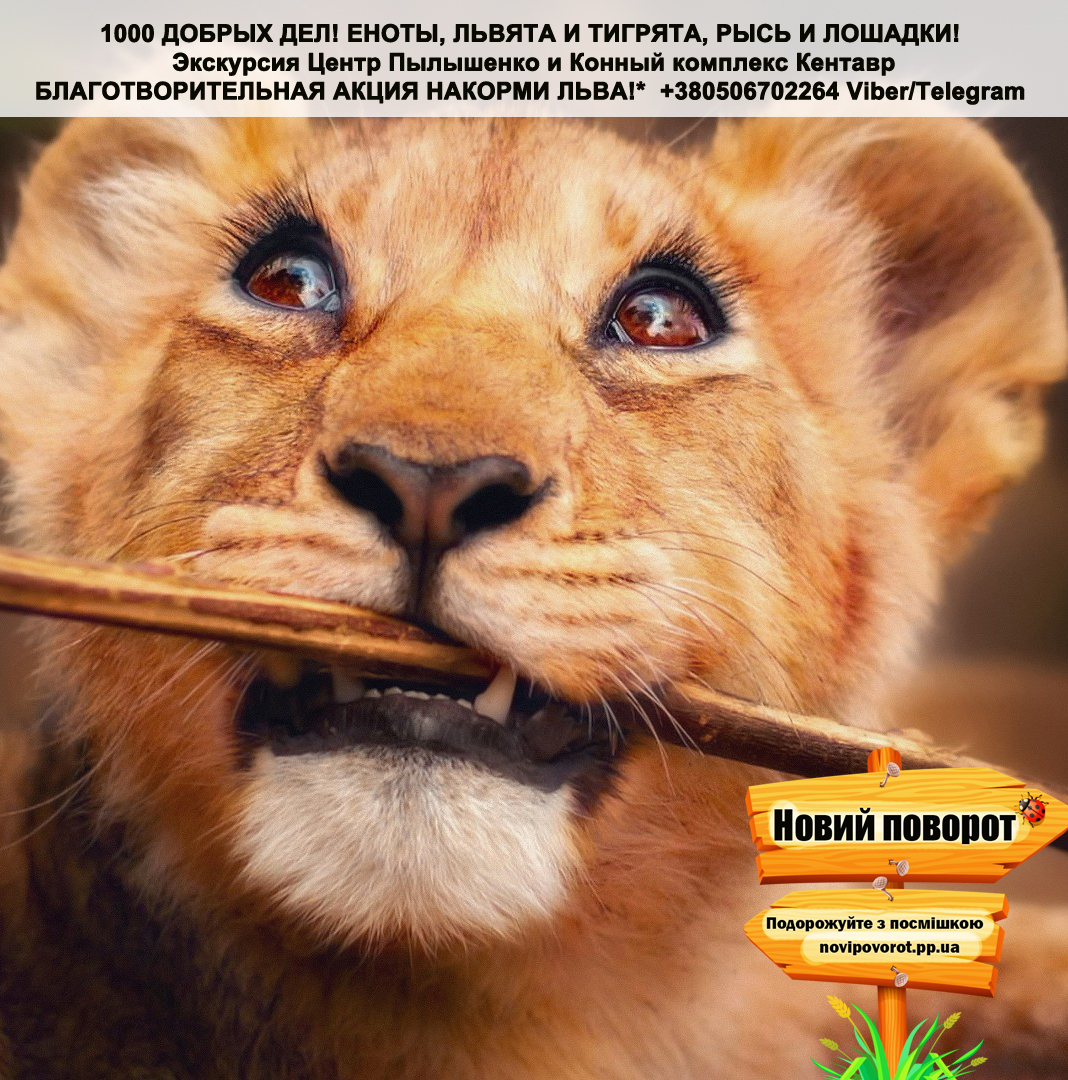 1000 ДОБРЫХ ДЕЛ! ЕНОТЫ, ЛЬВЯТА И ТИГРЯТА, РЫСЬ И ЛОШАДКИ!
Экскурсия Центр Пылышенко и Конный комплекс Кентавр
БЛАГОТВОРИТЕЛЬНАЯ АКЦИЯ НАКОРМИ ЛЬВА!* +380506702264 Viber/Telegram
Новий поворот
Подорожуйте з посмішкою
novipovorot.pp.ua